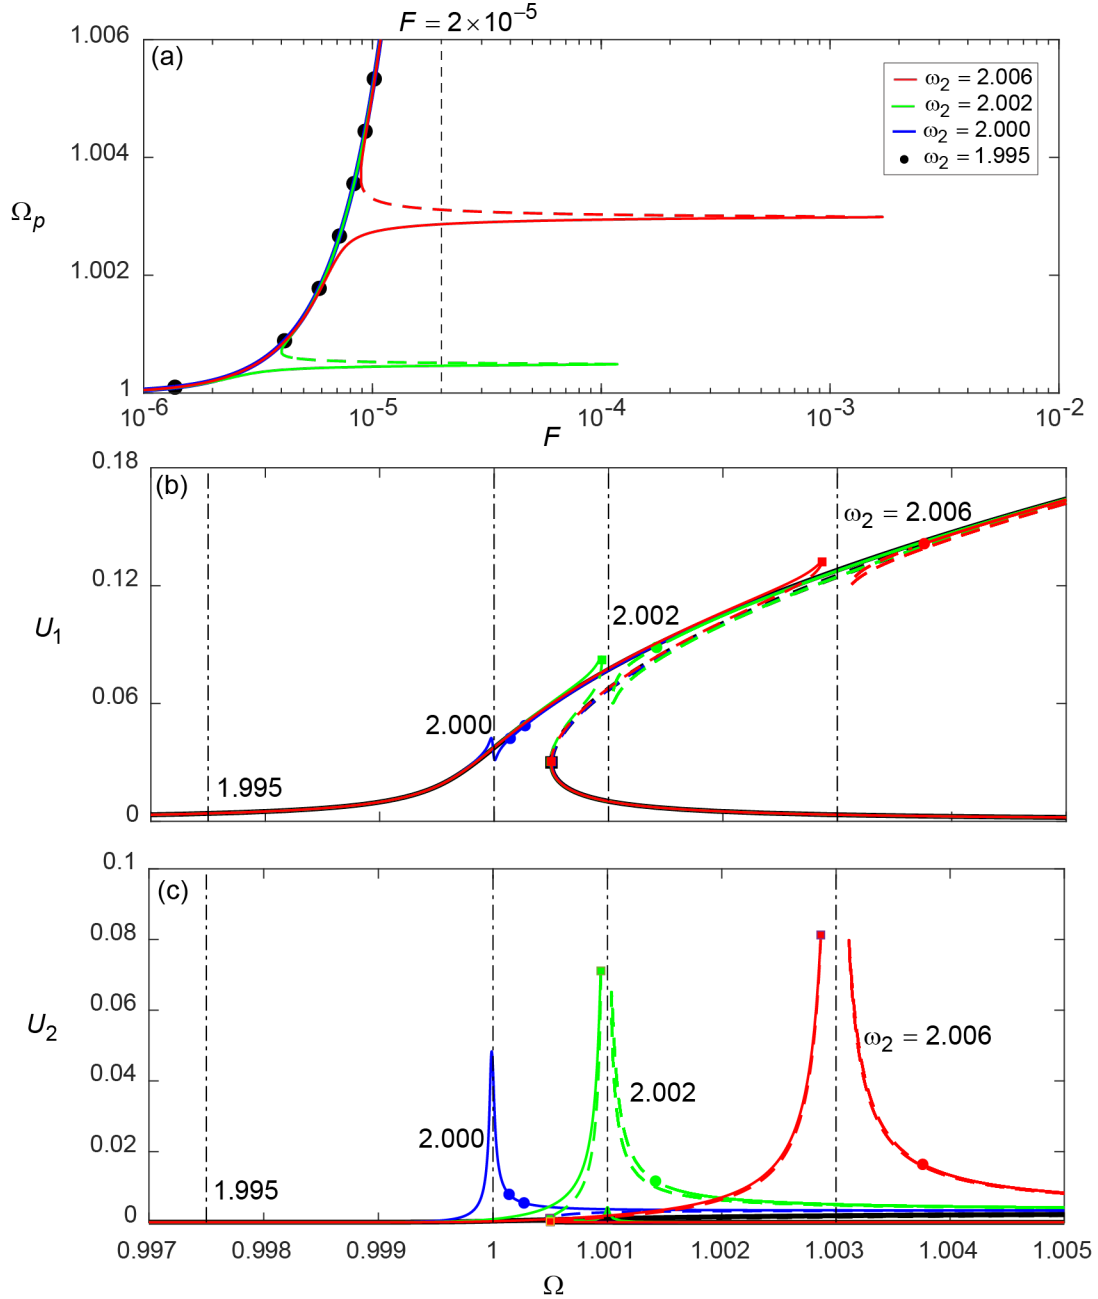 F = 2×10⁻⁵
(a)
1.006
1.004
1.002
1
Ωₚ
ω₂ = 2.006
ω₂ = 2.002
ω₂ = 2.000
ω₂ = 1.995
10⁻⁶ 10⁻⁵ 10⁻⁴ 10⁻³ 10⁻²
F
(b)
0.18
0.12
0.06
0
U₁
ω₂ = 2.006
2.002
2.000
1.995
(c)
0.1
0.08
0.06
0.04
0.02
0
U₂
ω₂ = 2.006
2.002
2.000
1.995
0.997 0.998 0.999 1 1.001 1.002 1.003 1.004 1.005
Ω